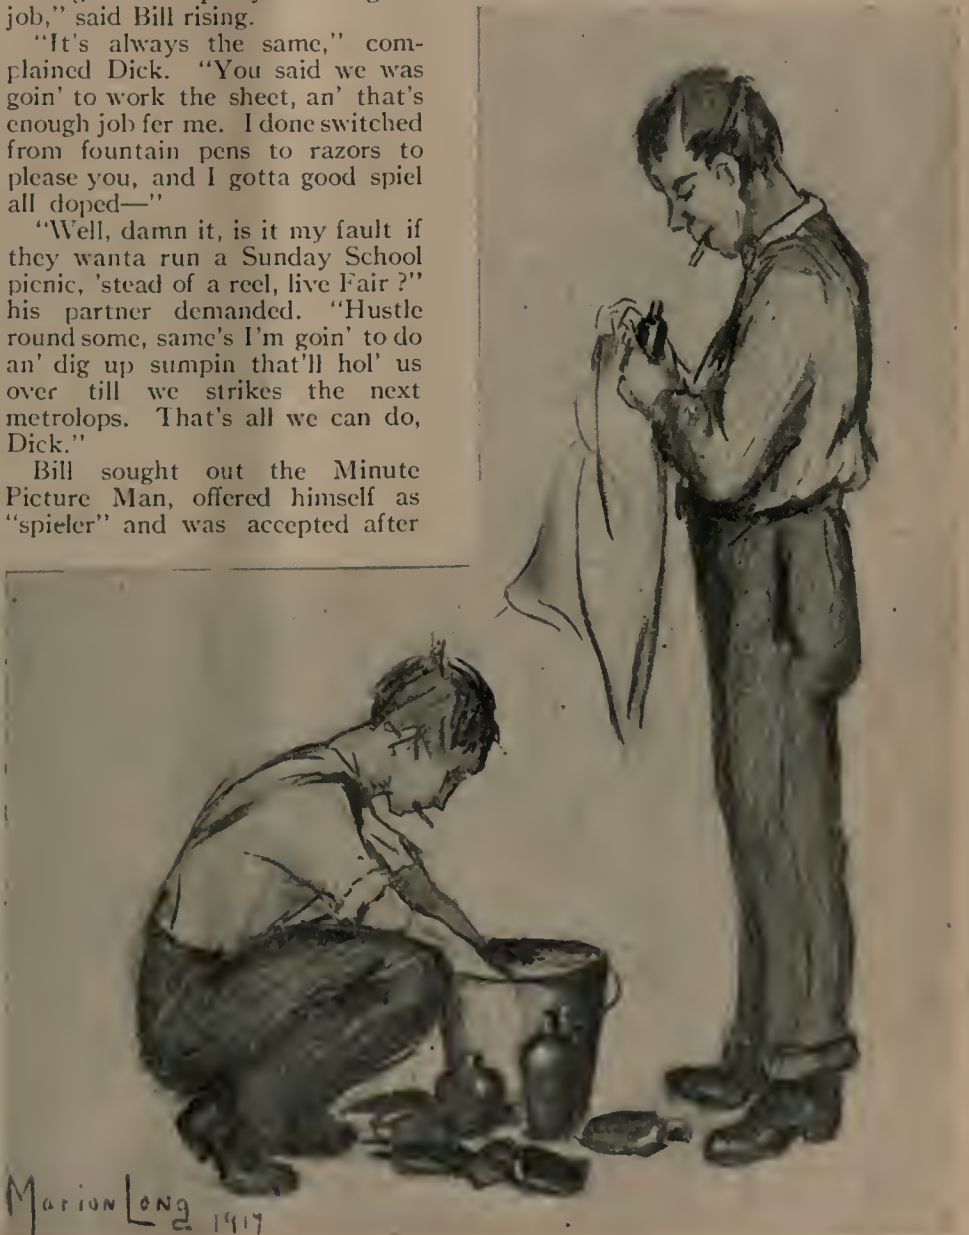 job," said Bill rising.
"It's always the same," com-
plained Dick. "You said we was
goin' to work the sheet, an' that's
enough job fer me. I done switched
from fountain pens to razors to
please you, and I gotta good spiel
all doped—"
"Well, damn it, is it my fault if
they wanta run a Sunday School
picnic, 'stead of a reel, live Fair?"
his partner demanded. "Hustle
round some, same's I'm goin' to do
an' dig up sumpin that'll hol' us
over till we strikes the next
metrolops. That's all we can do,
Dick."
Bill sought out the Minute
Picture Man, offered himself as
"spieler" and was accepted after
Marion Long 1917